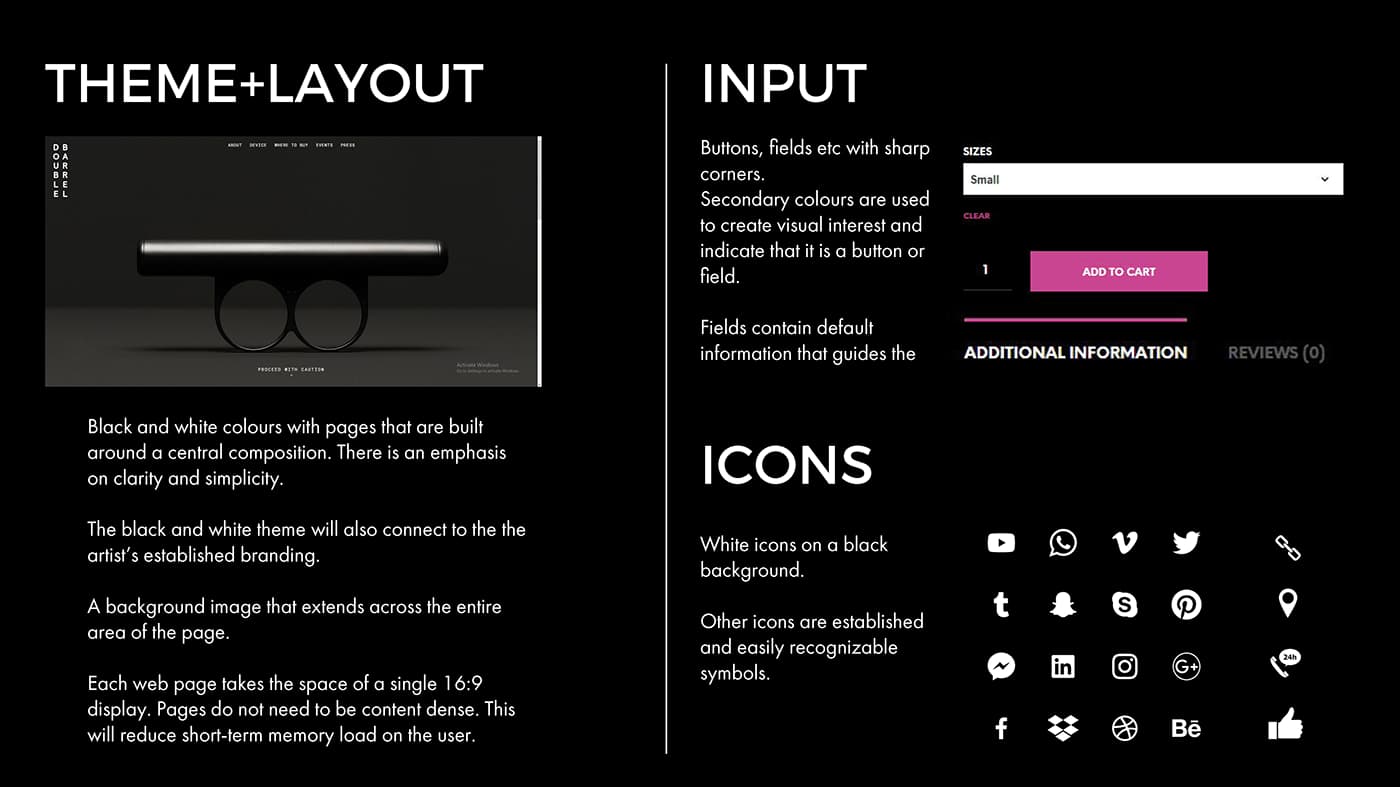 THEME+LAYOUT
DOUBLE
BARREL
ABOUT DEVICE WHERE TO BUY EVENTS PRESS
PROCEED WITH CAUTION
Activate Windows
Go to Settings to activate Windows.
Black and white colours with pages that are built
around a central composition. There is an emphasis
on clarity and simplicity.
The black and white theme will also connect to the the
artist’s established branding.
A background image that extends across the entire
area of the page.
Each web page takes the space of a single 16:9
display. Pages do not need to be content dense. This
will reduce short-term memory load on the user.
INPUT
Buttons, fields etc with sharp
corners.
Secondary colours are used
to create visual interest and
indicate that it is a button or
field.
Fields contain default
information that guides the
SIZES
Small
CLEAR
1
ADD TO CART
ADDITIONAL INFORMATION
REVIEWS (0)
ICONS
White icons on a black
background.
Other icons are established
and easily recognizable
symbols.
t
S
in
G+
24h
f
Bē